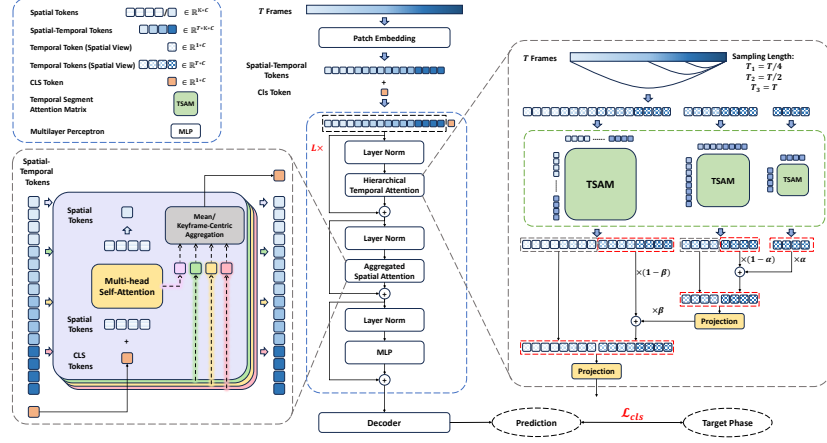 Spatial Tokens / ∈ ℝ^{K×C}
Spatial-Temporal Tokens ∈ ℝ^{T×K×C}
Temporal Token (Spatial View) ∈ ℝ^{1×C}
Temporal Tokens (Spatial View) ∈ ℝ^{T×C}
CLS Token ∈ ℝ^{1×C}
Temporal Segment
Attention Matrix
TSAM
Multilayer Perceptron
MLP
Spatial-
Temporal
Tokens
Spatial
Tokens
Mean/
Keyframe-Centric
Aggregation
Multi-head
Self-Attention
Spatial
Tokens
+
CLS
Tokens
T Frames
Patch Embedding
Spatial-Temporal
Tokens
+
Cls Token
L×
Layer Norm
Hierarchical
Temporal Attention
Layer Norm
Aggregated
Spatial Attention
Layer Norm
MLP
Decoder
Prediction
ℒ_{cls}
Target Phase
T Frames
Sampling Length:
T₁ = T/4
T₂ = T/2
T₃ = T
TSAM
TSAM
TSAM
×(1 − α)
×α
×(1 − β)
×β
Projection
Projection